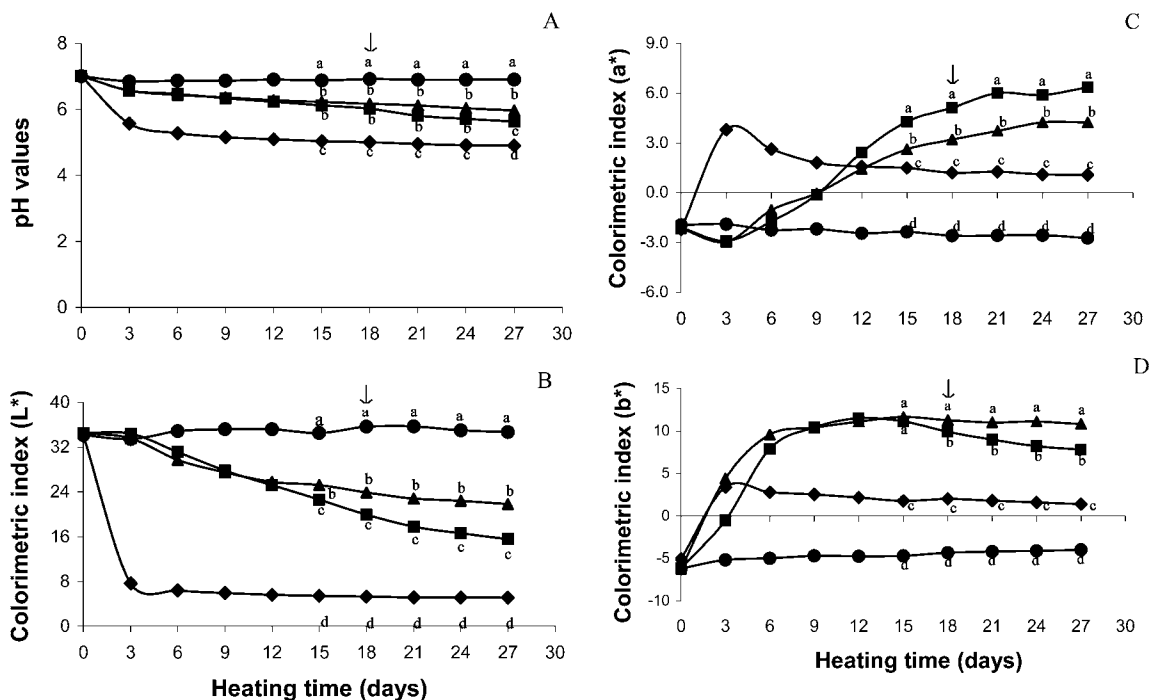 A
pH values
8
a a a a a
6
b b b b b
b b b b c
4
c c c c d
2
0
0 3 6 9 12 15 18 21 24 27 30
B
Colorimetric index (L*)
40
a a a a a
32
24
b b b b b
16
c c c c c
8
0
d d d d d
0 3 6 9 12 15 18 21 24 27 30
Heating time (days)
C
Colorimetric index (a*)
9.0
a a a a a
6.0
b b b b b
3.0
c c c c c
0.0
d d d d d
-3.0
-6.0
0 3 6 9 12 15 18 21 24 27 30
D
Colorimetric index (b*)
15
a a a a a
10
a b b b b
5
c c c c c
0
-5
d d d d d
-10
0 3 6 9 12 15 18 21 24 27 30
Heating time (days)